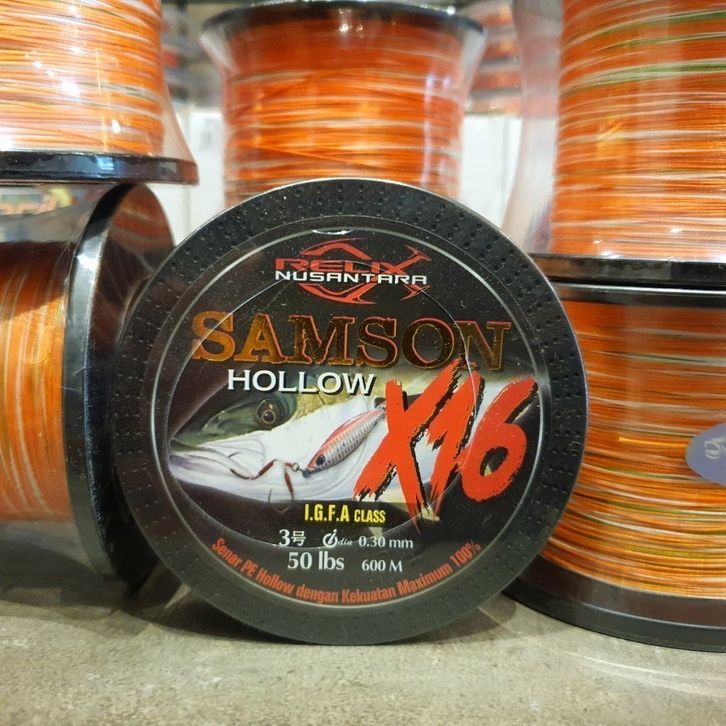 RELIX
NUSANTARA
SAMSON
HOLLOW
X16
I.G.F.A CLASS
3号 dia 0.30 mm
50 lbs 600 M
Senar PE Hollow dengan Kekuatan Maximum 100%